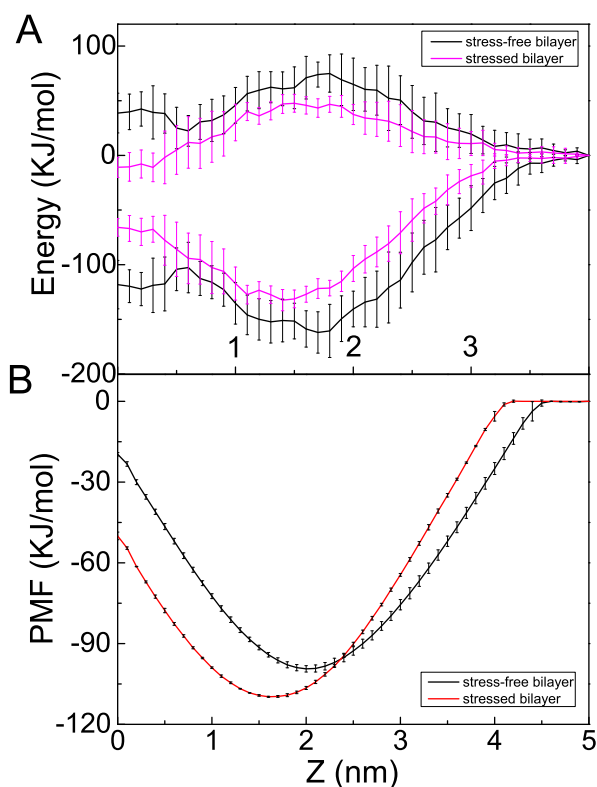 A
stress-free bilayer
stressed bilayer
100
0
-100
-200
Energy (KJ/mol)
1 2 3
B
0
-30
-60
-90
-120
PMF (KJ/mol)
stress-free bilayer
stressed bilayer
0 1 2 3 4 5
Z (nm)